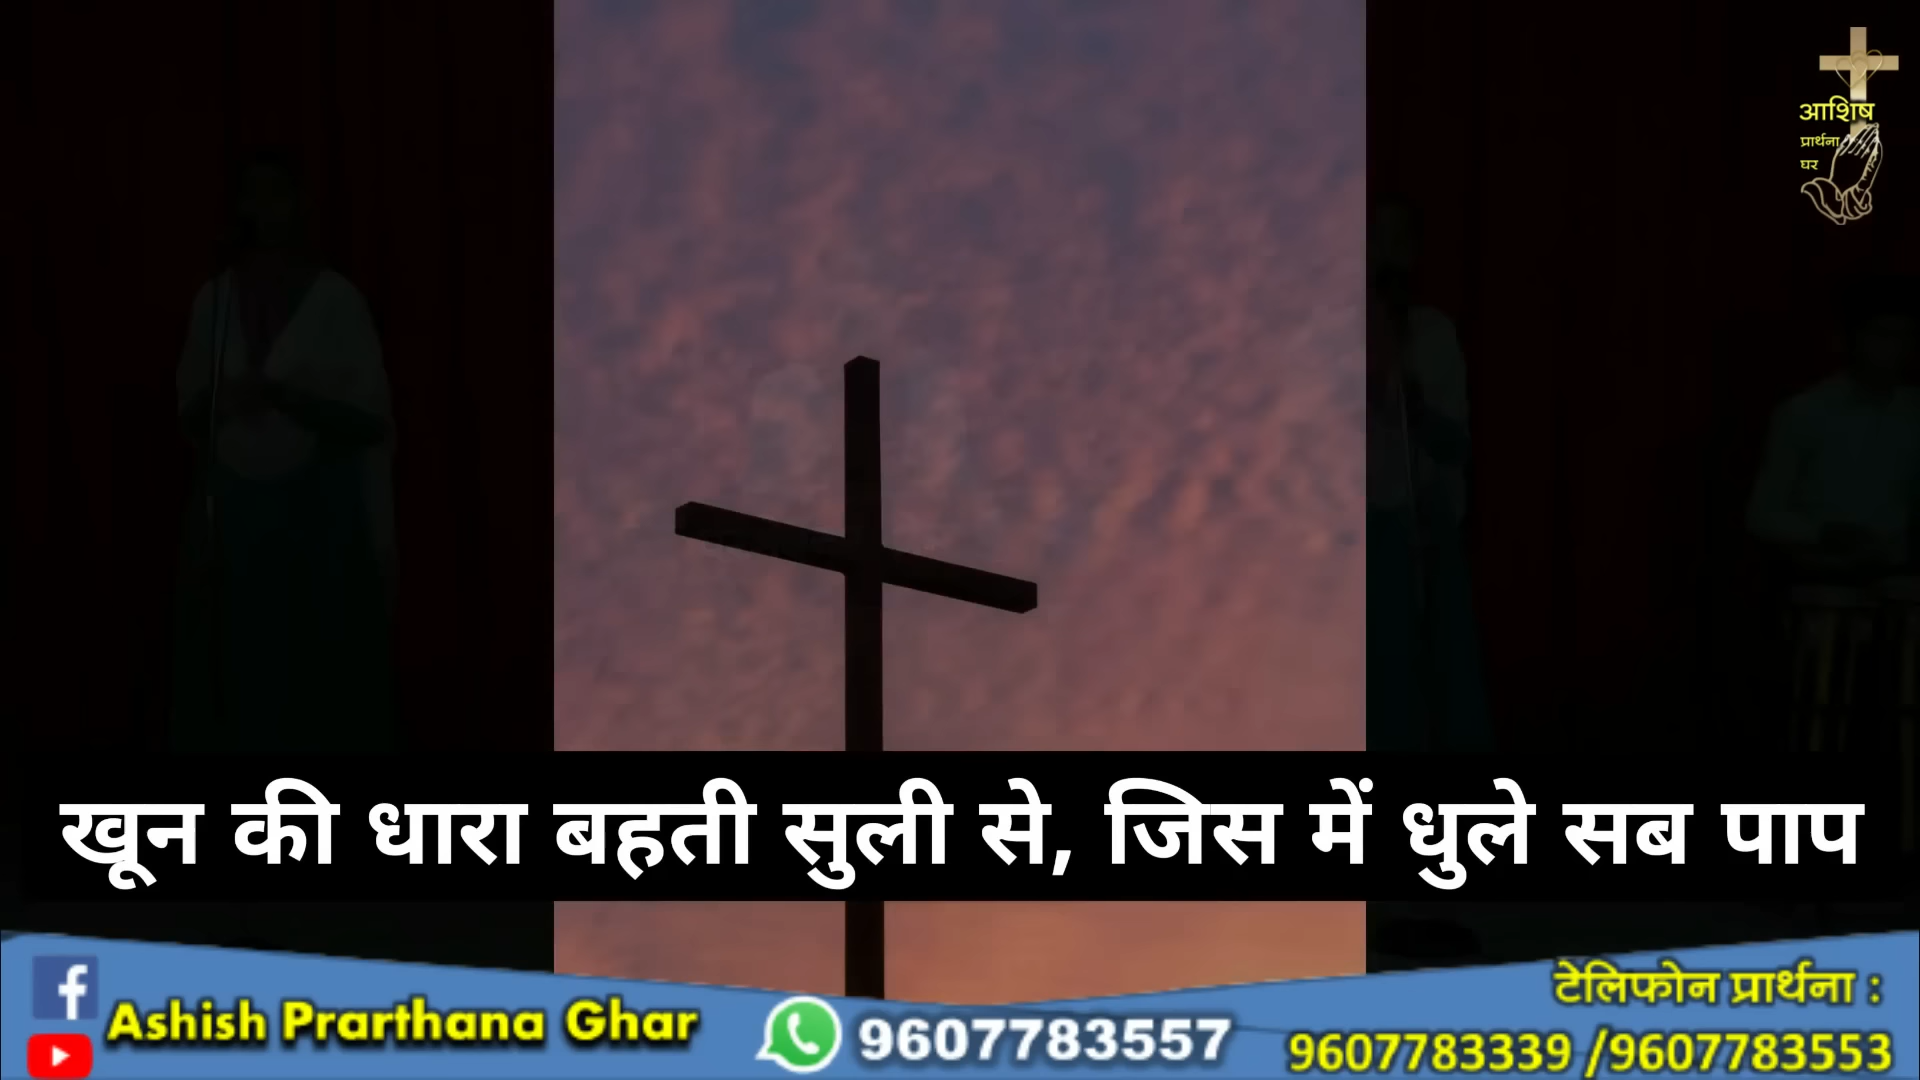 आशिष
प्रार्थना
घर
खून की धारा बहती सुली से, जिस में धुले सब पाप
Ashish Prarthana Ghar
9607783557
टेलिफोन प्रार्थना :
9607783339 /9607783553